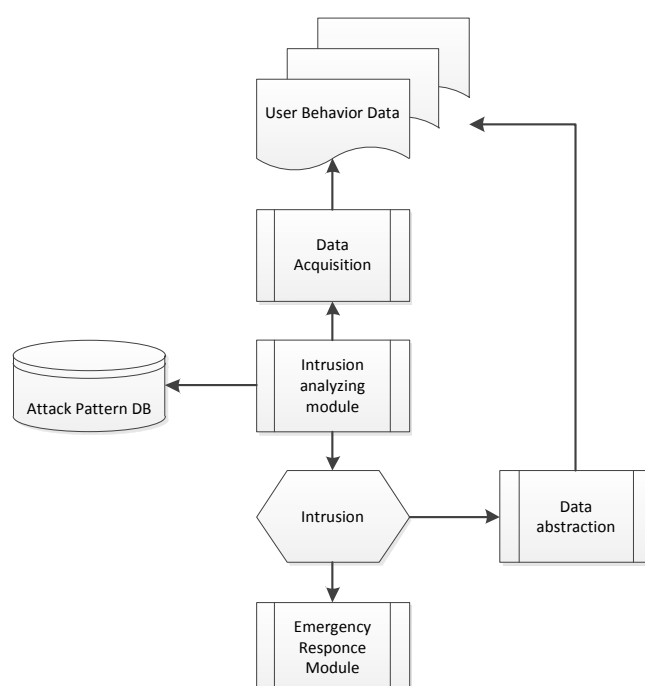 User Behavior Data
Data
Acquisition
Intrusion
analyzing
module
Attack Pattern DB
Intrusion
Data
abstraction
Emergency
Responce
Module